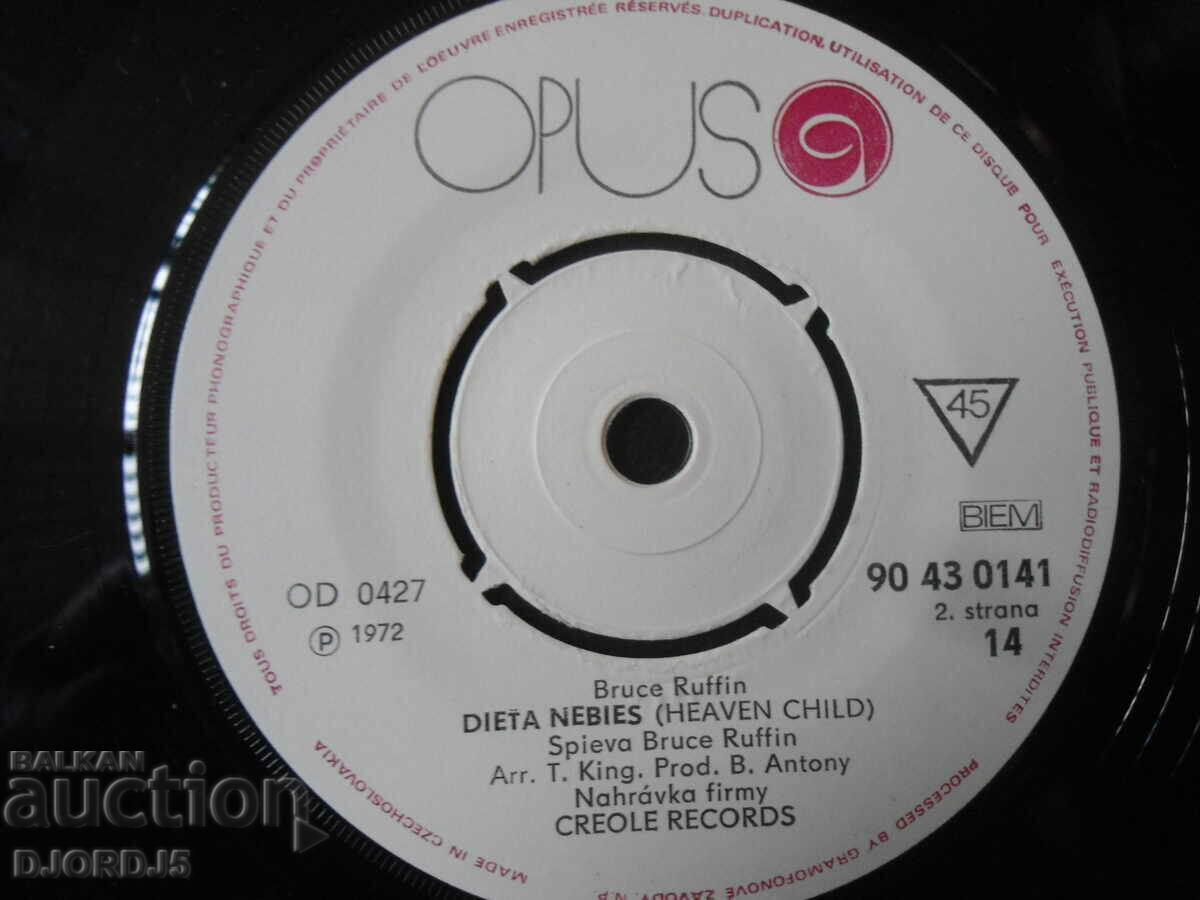 TOUS DROITS DU PRODUCTEUR PHONOGRAPHIQUE ET DU PROPRIÉTAIRE DE L'OEUVRE ENREGISTRÉE RÉSERVÉS. DUPLICATION, UTILISATION DE CE DISQUE POUR EXÉCUTION PUBLIQUE ET RADIODIFFUSION INTERDITES
OPUS
45
BIEM
90 43 0141
2. strana
14
OD 0427
Ⓟ 1972
Bruce Ruffin
DIEŤA NEBIES (HEAVEN CHILD)
Spieva Bruce Ruffin
Arr. T. King. Prod. B. Antony
Nahrávka firmy
CREOLE RECORDS
MADE IN CZECHOSLOVAKIA
PROCESSED BY GRAMOFONOVÉ ZÁVODY, N.P.
BALKAN
auction
DJORDJ5